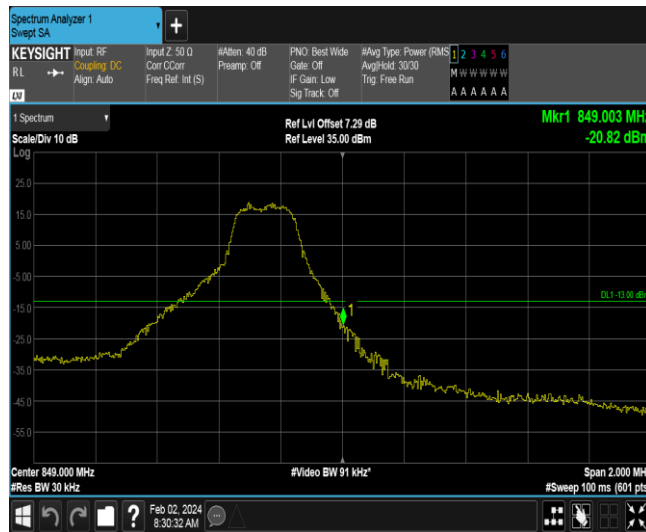 Spectrum Analyzer 1
Swept SA
KEYSIGHT
RL
LXI
Input: RF
Coupling: DC
Align: Auto
Input Z: 50 Ω
Corr CCorr
Freq Ref: Int (S)
#Atten: 40 dB
Preamp: Off
PNO: Best Wide
Gate: Off
IF Gain: Low
Sig Track: Off
#Avg Type: Power (RMS
Avg|Hold: 30/30
Trig: Free Run
1 2 3 4 5 6
M W W W W W
A A A A A A
1 Spectrum
Scale/Div 10 dB
Log
Ref Lvl Offset 7.29 dB
Ref Level 35.00 dBm
Mkr1 849.003 MHz
-20.82 dBm
25.0
15.0
5.00
-5.00
-15.0
-25.0
-35.0
-45.0
-55.0
DL1 -13.00 dBm
1
Center 849.000 MHz
#Res BW 30 kHz
#Video BW 91 kHz*
Span 2.000 MHz
#Sweep 100 ms (601 pts)
?
Feb 02, 2024
8:30:32 AM